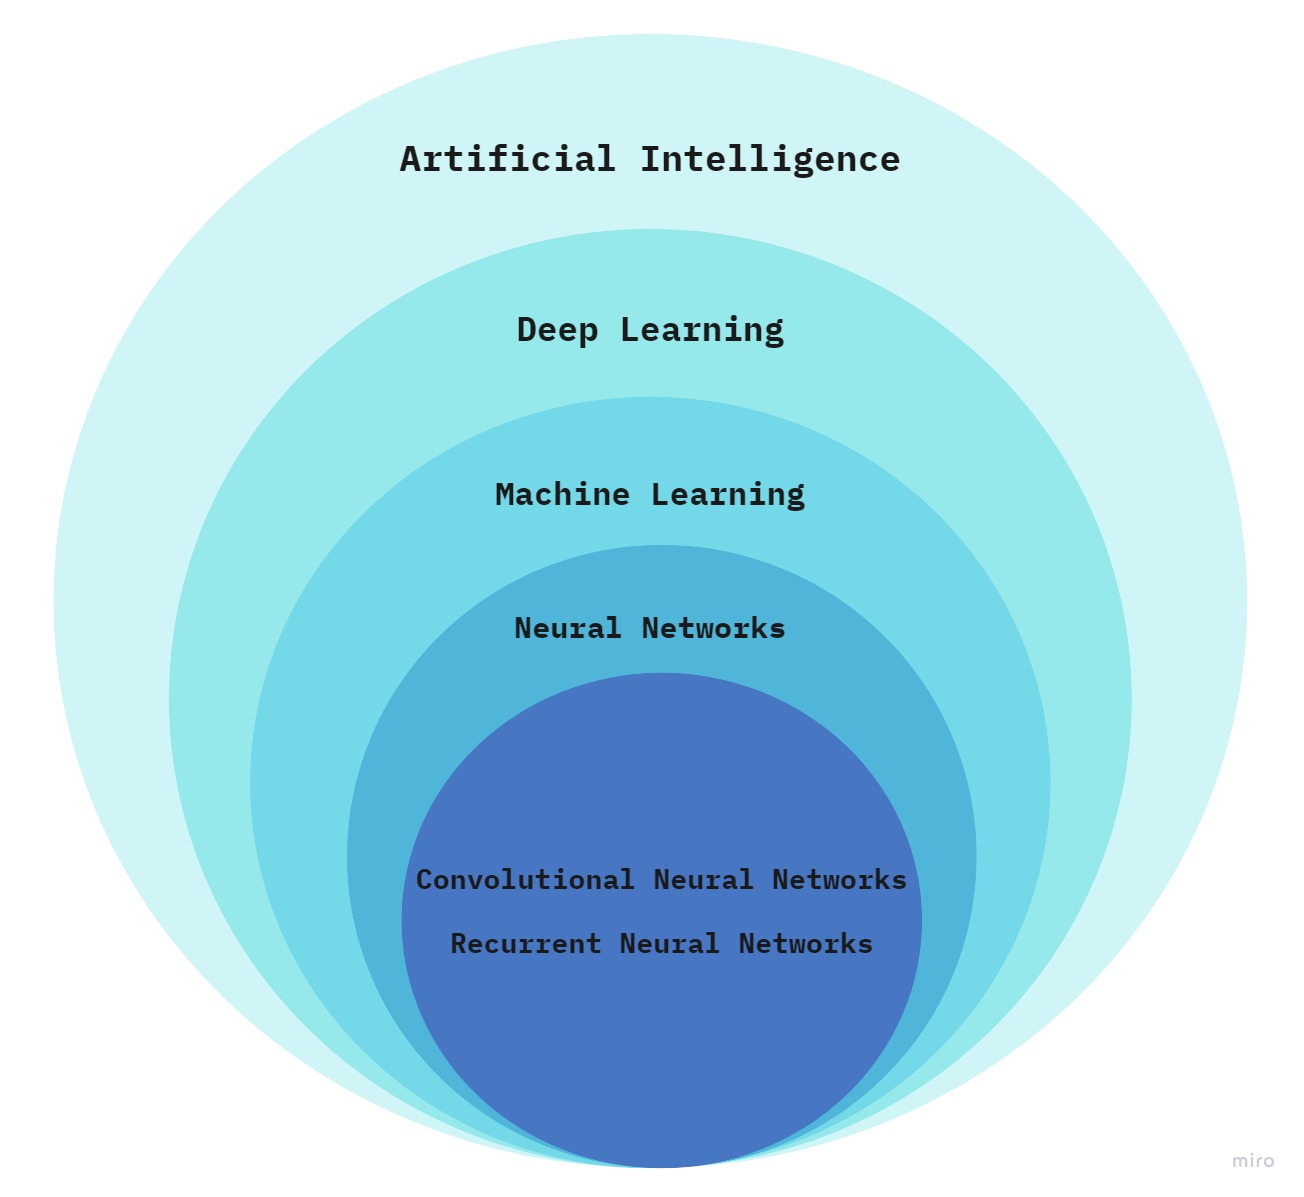 Artificial Intelligence
Deep Learning
Machine Learning
Neural Networks
Convolutional Neural Networks
Recurrent Neural Networks
miro